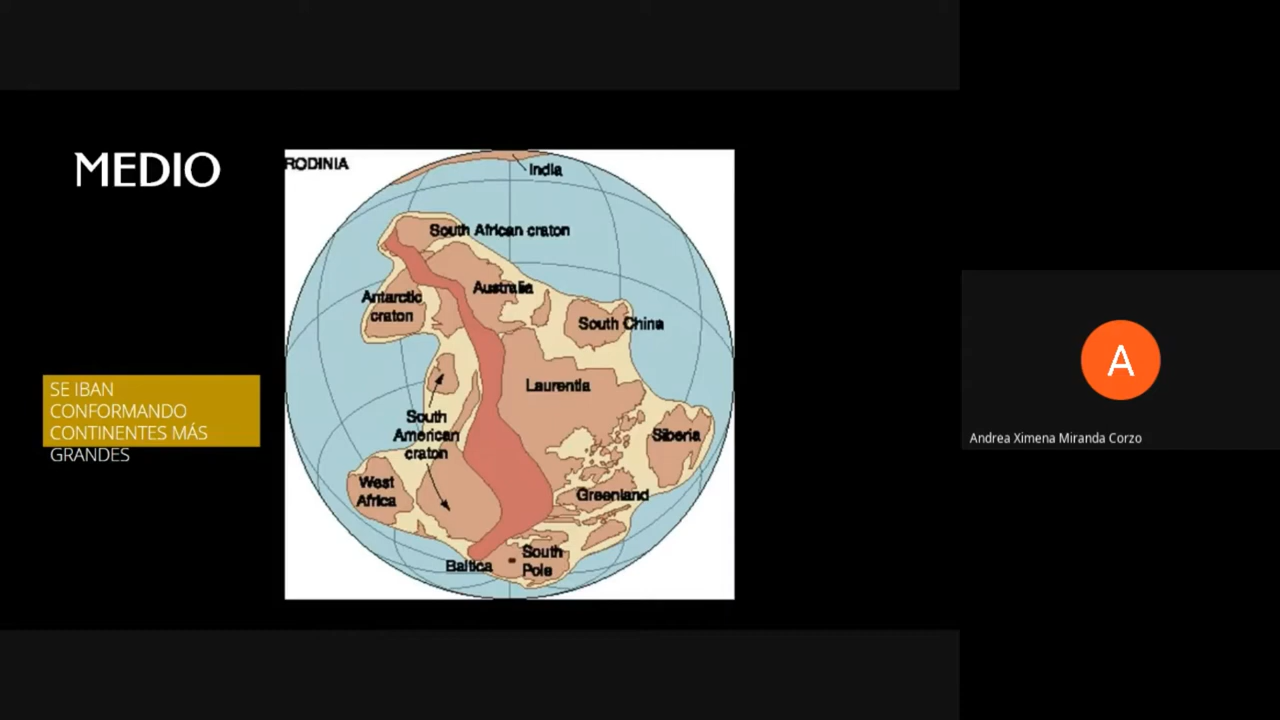 MEDIO
SE IBAN
CONFORMANDO
CONTINENTES MÁS
GRANDES
RODINIA
India
South African craton
Australia
Antarctic
craton
South China
Laurentia
South
American
craton
Siberia
West
Africa
Greenland
South
Pole
Baltica
A
Andrea Ximena Miranda Corzo